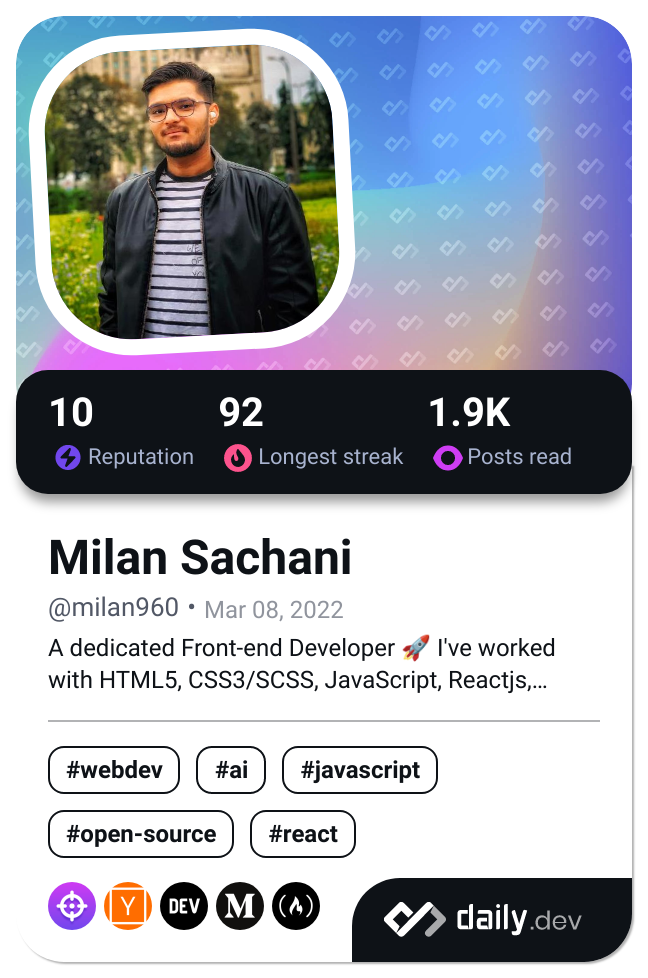 10 92 1.9K
Reputation Longest streak Posts read
Milan Sachani
@milan960 • Mar 08, 2022
A dedicated Front-end Developer 🚀 I've worked
with HTML5, CSS3/SCSS, JavaScript, Reactjs,...
#webdev #ai #javascript
#open-source #react
Y DEV M
daily.dev